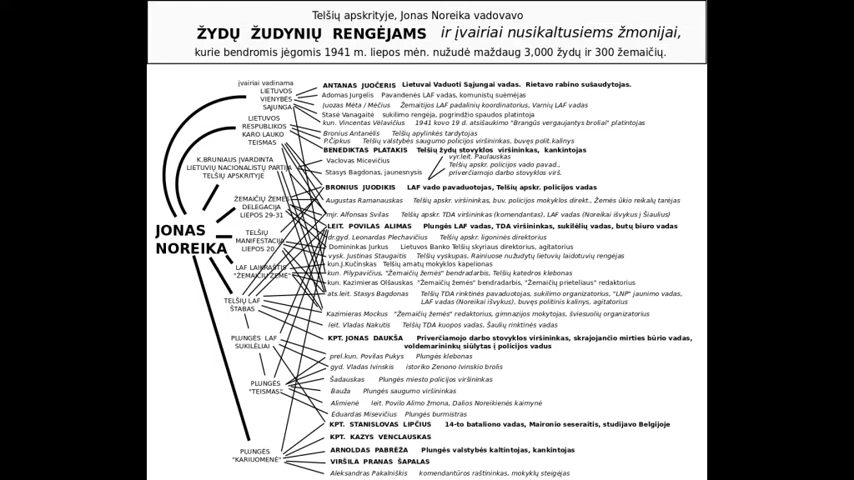 Telšių apskrityje, Jonas Noreika vadovavo
ŽYDŲ ŽUDYNIŲ RENGĖJAMS ir įvairiai nusikaltusiems žmonijai,
kurie bendromis jėgomis 1941 m. liepos mėn. nužudė maždaug 3,000 žydų ir 300 žemaičių.
įvairiai vadinama
LIETUVOS
VIENYBĖS
SĄJUNGA
LIETUVOS
RESPUBLIKOS
KARO LAUKO
TEISMAS
K.BRUNIAUS ĮVARDINTA
LIETUVIŲ NACIONALISTŲ PARTIJA
TELŠIŲ APSKRITYJE
ŽEMAIČIŲ ŽEMĖS
DELEGACIJA
LIEPOS 29-31
JONAS
NOREIKA
TELŠIŲ
MANIFESTACIJA
LIEPOS 20
LAF LAIKRAŠTIS
"ŽEMAIČIŲ ŽEMĖ"
TELŠIŲ LAF
ŠTABAS
PLUNGĖS LAF
SUKILĖLIAI
PLUNGĖS
"TEISMAS"
PLUNGĖS
"KARIUOMENĖ"
ANTANAS JUOČERIS Lietuvai Vaduoti Sąjungai vadas. Rietavo rabino sušaudytojas.
Adomas Jurgelis Pavandenės LAF vadas, komunistų suėmėjas
Juozas Mėta / Mėčius Žemaitijos LAF padalinių koordinatorius, Varnių LAF vadas
Stasė Vanagaitė sukilimo rengėja, pogrindžio spaudos platintoja
kun. Vincentas Vėlavičius 1941 kovo 19 d. atsišaukimo "Brangūs vergaujantys broliai" platintojas
Bronius Antanėlis Telšių apylinkės tardytojas
P.Čipkus Telšių valstybės saugumo policijos viršininkas, buvęs polit.kalinys
BENEDIKTAS PLATAKIS Telšių žydų stovyklos viršininkas, kankintojas
Vaclovas Micevičius
vyr.leit. Paulauskas
Telšių apskr. policijos vado pavad.,
priverčiamojo darbo stovyklos virš.
Stasys Bagdonas, jaunesnysis
BRONIUS JUODIKIS LAF vado pavaduotojas, Telšių apskr. policijos vadas
Augustas Ramanauskas Telšių apskr. viršininkas, buv. policijos mokyklos direkt., Žemės ūkio reikalų tarėjas
mjr. Alfonsas Svilas Telšių apskr. TDA viršininkas (komendantas), LAF vadas (Noreikai išvykus į Šiaulius)
LEIT. POVILAS ALIMAS Plungės LAF vadas, TDA viršininkas, sukilėlių vadas, butų biuro vadas
dr.gyd. Leonardas Plechavičius Telšių apskr. ligoninės direktorius
Domininkas Jurkus Lietuvos Banko Telšių skyriaus direktorius, agitatorius
vysk. Justinas Staugaitis Telšių vyskupas, Rainiuose nužudytų lietuvių laidotuvių rengėjas
kun.J.Kučinskas Telšių amatų mokyklos kapelionas
kun. Pilypavičius, "Žemaičių žemės" bendradarbis, Telšių katedros klebonas
kun. Kazimieras Olšauskas "Žemaičių žemės" bendradarbis, "Žemaičių prieteliaus" redaktorius
ats.leit. Stasys Bagdonas Telšių TDA rinktinės pavaduotojas, sukilimo organizatorius, "LNP" jaunimo vadas,
LAF vadas (Noreikai išvykus), buvęs politinis kalinys, agitatorius
Kazimieras Mockus "Žemaičių žemės" redaktorius, gimnazijos mokytojas, šviesuolių organizatorius
leit. Vladas Nakutis Telšių TDA kuopos vadas, Šaulių rinktinės vadas
KPT. JONAS DAUKŠA Priverčiamojo darbo stovyklos viršininkas, skrajojančio mirties būrio vadas,
voldemarininkų siūlytas į policijos vadus
prel.kun. Povilas Pukys Plungės klebonas
gyd. Vladas Ivinskis istoriko Zenono Ivinskio brolis
Šadauskas Plungės miesto policijos viršininkas
Bauža Plungės saugumo viršininkas
Alimienė leit. Povilo Alimo žmona, Dalios Noreikienės kaimynė
Eduardas Misevičius Plungės burmistras
KPT. STANISLOVAS LIPČIUS 14-to bataliono vadas, Maironio seseraitis, studijavo Belgijoje
KPT. KAZYS VENCLAUSKAS
ARNOLDAS PABRĖŽA Plungės valstybės kaltintojas, kankintojas
VIRŠILA PRANAS ŠAPALAS
Aleksandras Pakalniškis komendantūros raštininkas, mokyklų steigėjas